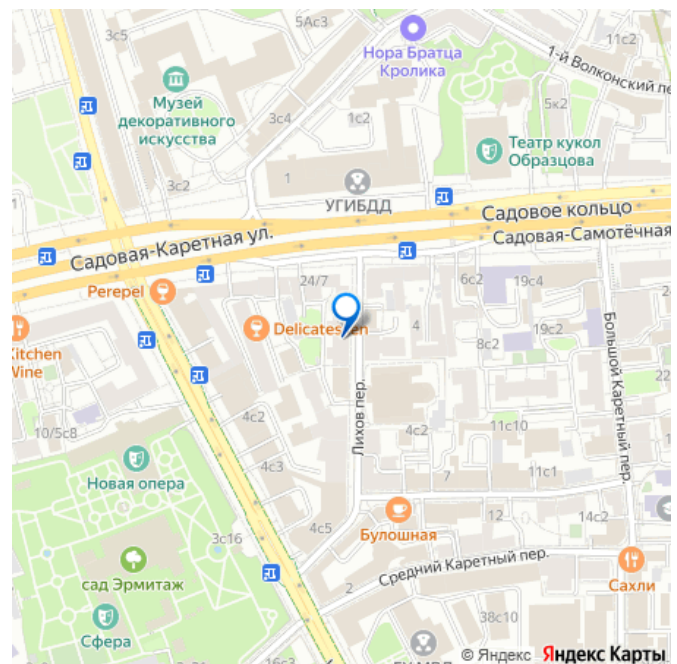 5Ас3
11с2
Нора Братца
Кролика
1-й Волконский пе
Музей
декоративного
искусства
3с4
1с2
5к2
Театр кукол
Образцова
3с2
1
УГИБДД
Садовое кольцо
Садовая-Каретная ул.
Садовая-Самотёчная
24/7
6с2
19с4
Perepel
Delicatessen
4
19с2
8с2
Kitchen
Wine
22
Большой Каретный пер.
Лихов пер.
4с2
4с2
11с10
10/5с8
4с3
7
11с1
Новая опера
3с16
4с5
Булошная
12
14с2
Средний Каретный пер.
сад Эрмитаж
2
Сахли
Сфера
38с10
3с1
© Яндекс Яндекс Карты